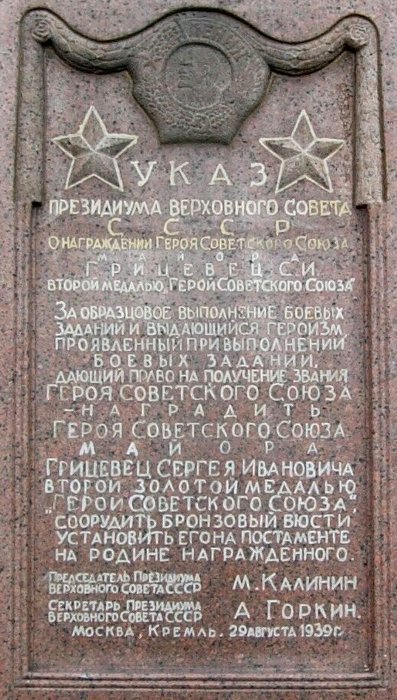 УКАЗ
ПРЕЗИДИУМА ВЕРХОВНОГО СОВЕТА
СССР
О НАГРАЖДЕНИИ ГЕРОЯ СОВЕТСКОГО СОЮЗА
МАЙОРА
ГРИЦЕВЕЦ С.И
ВТОРОЙ МЕДАЛЬЮ „ГЕРОЙ СОВЕТСКОГО СОЮЗА"
ЗА ОБРАЗЦОВОЕ ВЫПОЛНЕНИЕ БОЕВЫХ
ЗАДАНИЙ И ВЫДАЮЩИЙСЯ ГЕРОИЗМ
ПРОЯВЛЕННЫЙ ПРИ ВЫПОЛНЕНИИ
БОЕВЫХ ЗАДАНИЙ,
ДАЮЩИЙ ПРАВО НА ПОЛУЧЕНИЕ ЗВАНИЯ
ГЕРОЯ СОВЕТСКОГО СОЮЗА
–НАГРАДИТЬ
ГЕРОЯ СОВЕТСКОГО СОЮЗА
МАЙОРА
ГРИЦЕВЕЦ СЕРГЕЯ ИВАНОВИЧА
ВТОРОЙ ЗОЛОТОЙ МЕДАЛЬЮ
„ГЕРОЙ СОВЕТСКОГО СОЮЗА",
СООРУДИТЬ БРОНЗОВЫЙ БЮСТ И
УСТАНОВИТЬ ЕГО НА ПОСТАМЕНТЕ
НА РОДИНЕ НАГРАЖДЕННОГО.
ПРЕДСЕДАТЕЛЬ ПРЕЗИДИУМА
ВЕРХОВНОГО СОВЕТА СССР М. КАЛИНИН
СЕКРЕТАРЬ ПРЕЗИДИУМА
ВЕРХОВНОГО СОВЕТА СССР А ГОРКИН.
МОСКВА, КРЕМЛЬ. 29 АВГУСТА 1939 г.